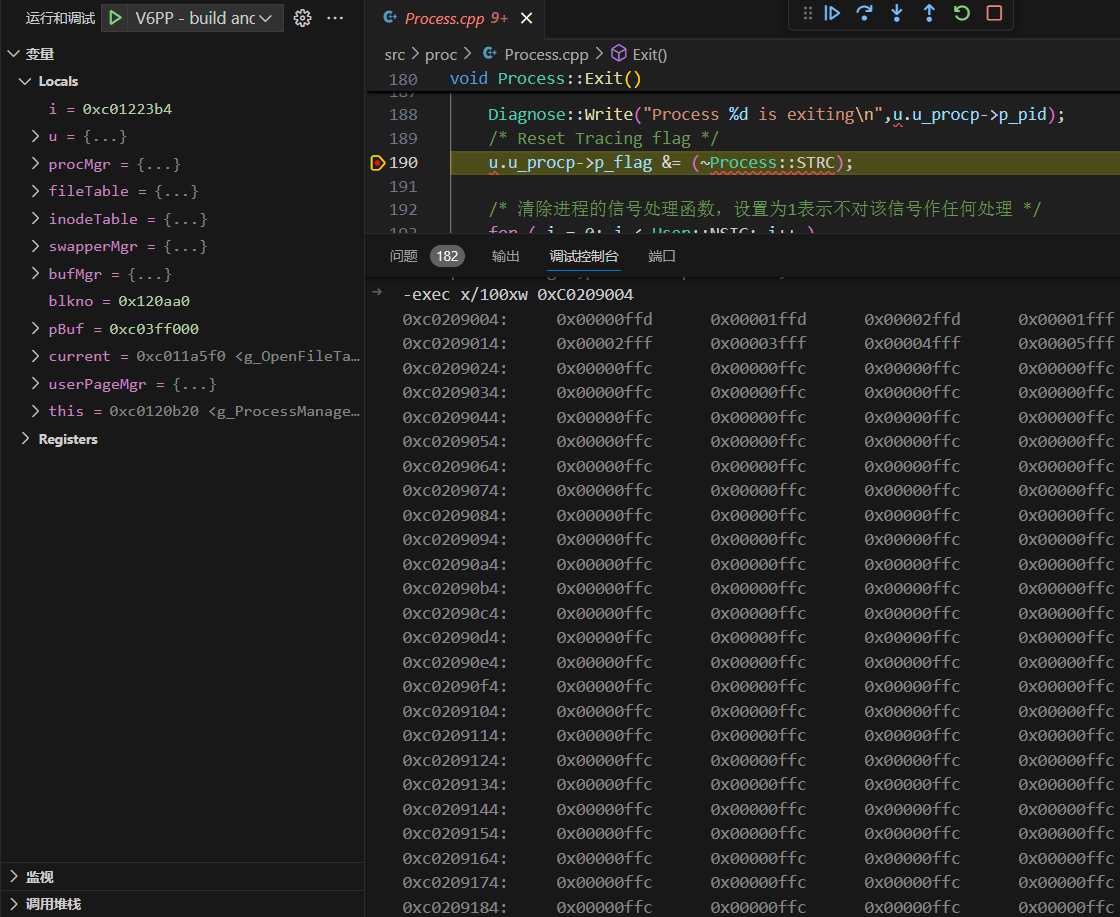 运行和调试 V6PP - build anc
变量
Locals
i = 0xc01223b4
u = {...}
procMgr = {...}
fileTable = {...}
inodeTable = {...}
swapperMgr = {...}
bufMgr = {...}
blkno = 0x120aa0
pBuf = 0xc03ff000
current = 0xc011a5f0 <g_OpenFileTa…
userPageMgr = {...}
this = 0xc0120b20 <g_ProcessManage…
Registers
监视
调用堆栈
Process.cpp 9+
src > proc > Process.cpp > Exit()
180 void Process::Exit()
187
188 Diagnose::Write("Process %d is exiting\n",u.u_procp->p_pid);
189 /* Reset Tracing flag */
190 u.u_procp->p_flag &= (~Process::STRC);
191
192 /* 清除进程的信号处理函数，设置为1表示不对该信号作任何处理 */
193 for ( i = 0; i < User::NSIG; i++ )
问题 182 输出 调试控制台 端口
-exec x/100xw 0xC0209004
0xc0209004: 0x00000ffd 0x00001ffd 0x00002ffd 0x00001fff
0xc0209014: 0x00002fff 0x00003fff 0x00004fff 0x00005fff
0xc0209024: 0x00000ffc 0x00000ffc 0x00000ffc 0x00000ffc
0xc0209034: 0x00000ffc 0x00000ffc 0x00000ffc 0x00000ffc
0xc0209044: 0x00000ffc 0x00000ffc 0x00000ffc 0x00000ffc
0xc0209054: 0x00000ffc 0x00000ffc 0x00000ffc 0x00000ffc
0xc0209064: 0x00000ffc 0x00000ffc 0x00000ffc 0x00000ffc
0xc0209074: 0x00000ffc 0x00000ffc 0x00000ffc 0x00000ffc
0xc0209084: 0x00000ffc 0x00000ffc 0x00000ffc 0x00000ffc
0xc0209094: 0x00000ffc 0x00000ffc 0x00000ffc 0x00000ffc
0xc02090a4: 0x00000ffc 0x00000ffc 0x00000ffc 0x00000ffc
0xc02090b4: 0x00000ffc 0x00000ffc 0x00000ffc 0x00000ffc
0xc02090c4: 0x00000ffc 0x00000ffc 0x00000ffc 0x00000ffc
0xc02090d4: 0x00000ffc 0x00000ffc 0x00000ffc 0x00000ffc
0xc02090e4: 0x00000ffc 0x00000ffc 0x00000ffc 0x00000ffc
0xc02090f4: 0x00000ffc 0x00000ffc 0x00000ffc 0x00000ffc
0xc0209104: 0x00000ffc 0x00000ffc 0x00000ffc 0x00000ffc
0xc0209114: 0x00000ffc 0x00000ffc 0x00000ffc 0x00000ffc
0xc0209124: 0x00000ffc 0x00000ffc 0x00000ffc 0x00000ffc
0xc0209134: 0x00000ffc 0x00000ffc 0x00000ffc 0x00000ffc
0xc0209144: 0x00000ffc 0x00000ffc 0x00000ffc 0x00000ffc
0xc0209154: 0x00000ffc 0x00000ffc 0x00000ffc 0x00000ffc
0xc0209164: 0x00000ffc 0x00000ffc 0x00000ffc 0x00000ffc
0xc0209174: 0x00000ffc 0x00000ffc 0x00000ffc 0x00000ffc
0xc0209184: 0x00000ffc 0x00000ffc 0x00000ffc 0x00000ffc